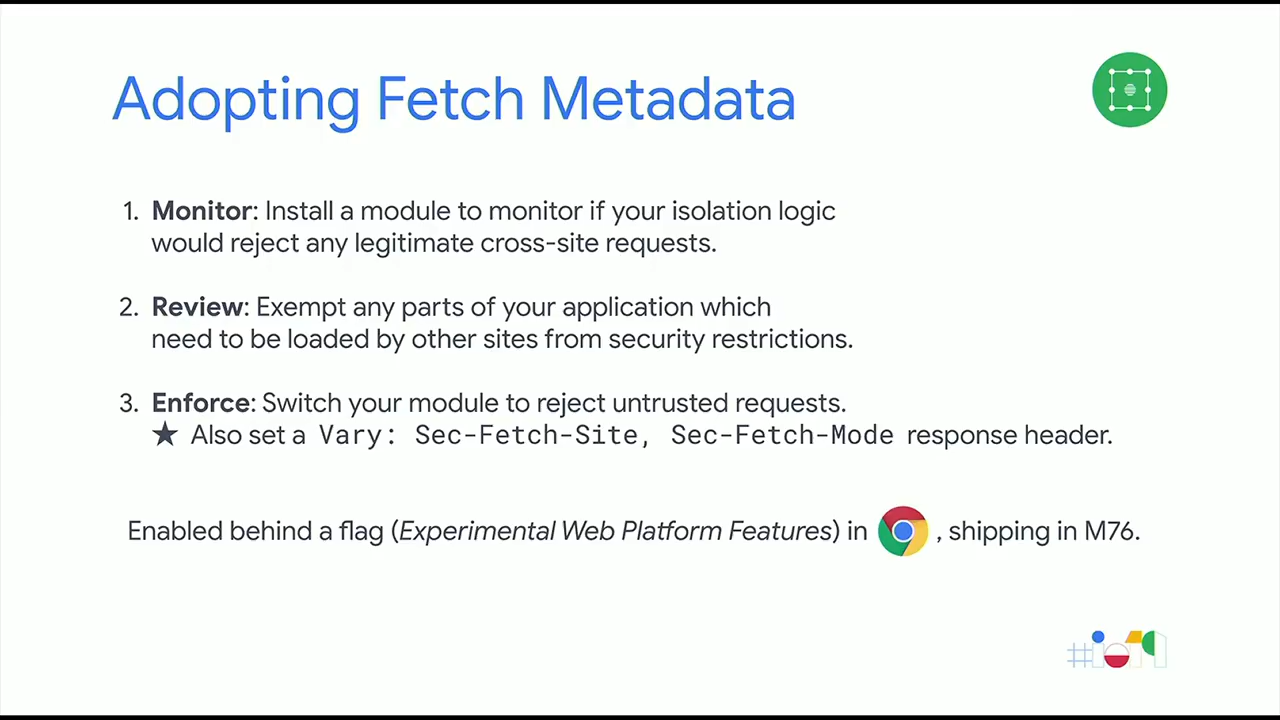 Adopting Fetch Metadata
1. Monitor: Install a module to monitor if your isolation logic
would reject any legitimate cross-site requests.
2. Review: Exempt any parts of your application which
need to be loaded by other sites from security restrictions.
3. Enforce: Switch your module to reject untrusted requests.
★ Also set a Vary: Sec-Fetch-Site, Sec-Fetch-Mode response header.
Enabled behind a flag (Experimental Web Platform Features) in , shipping in M76.
#io19